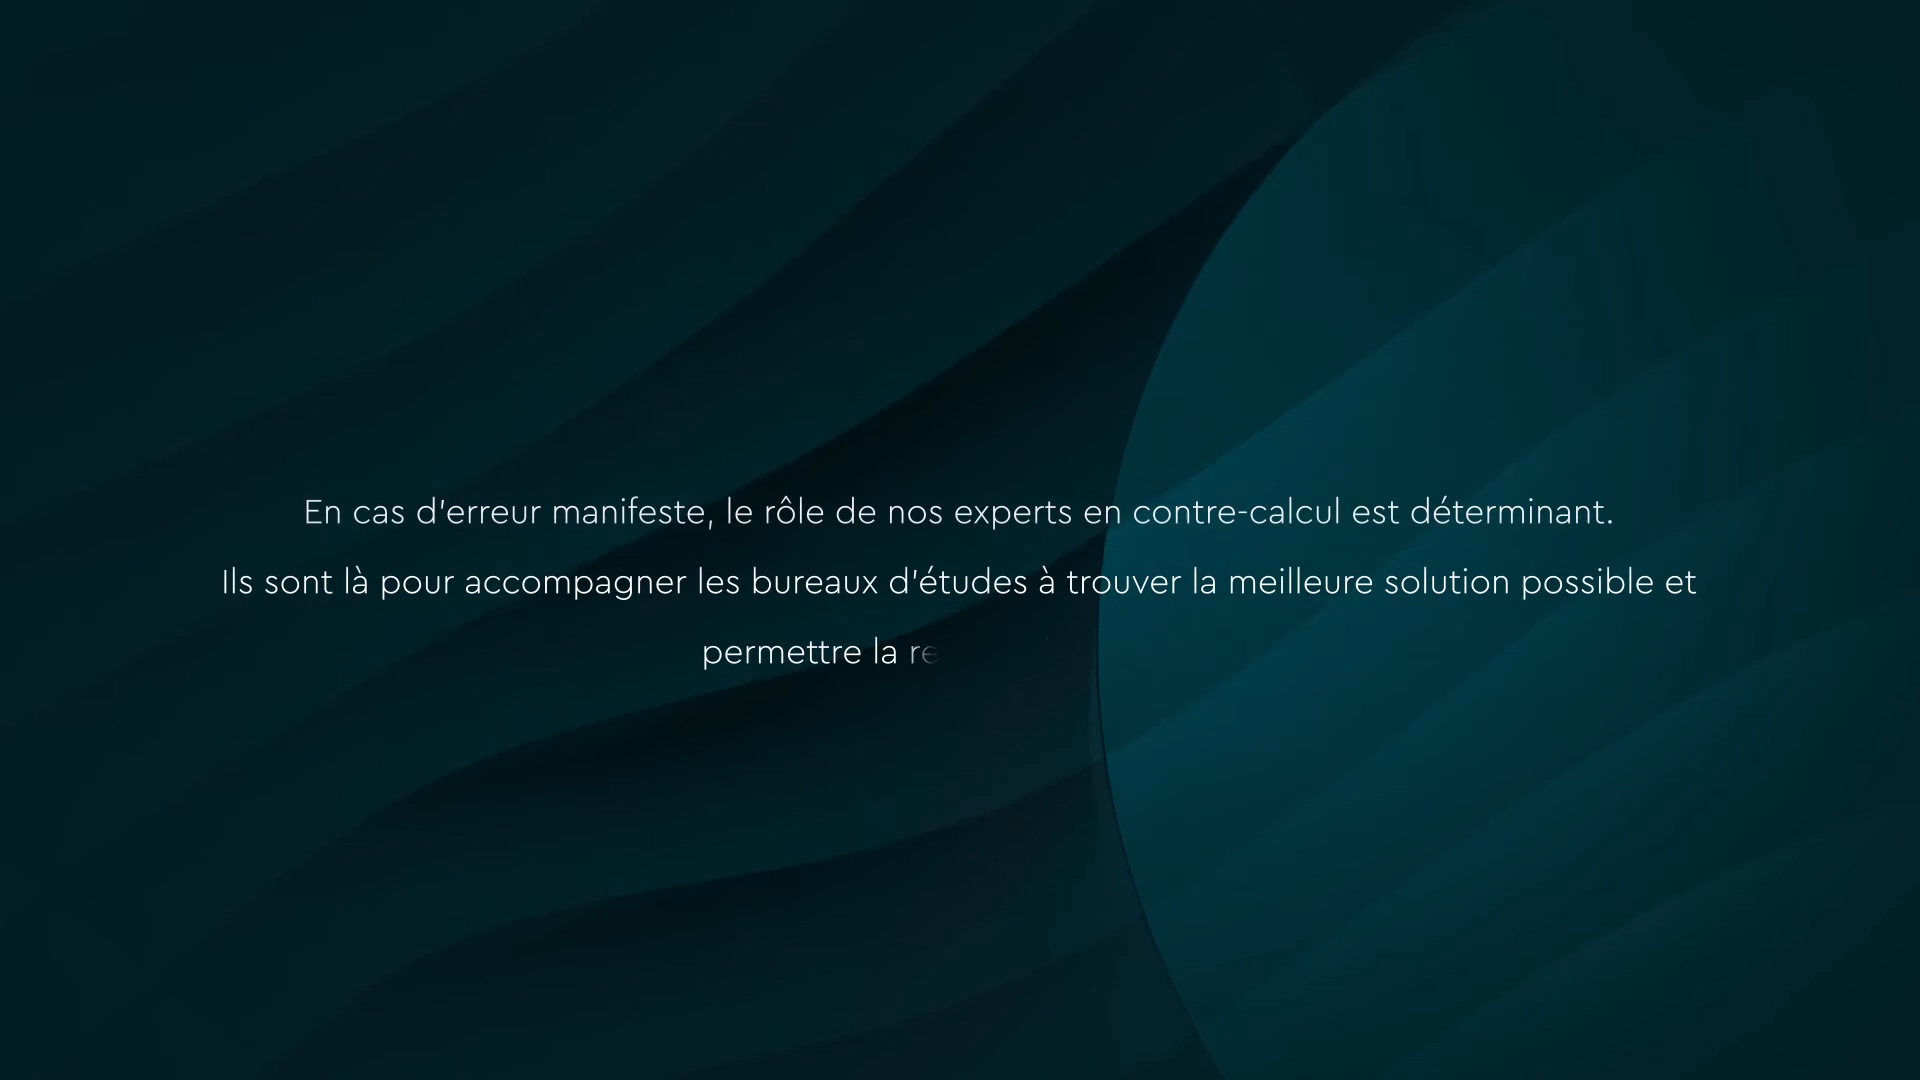 En cas d'erreur manifeste, le rôle de nos experts en contre-calcul est déterminant.
Ils sont là pour accompagner les bureaux d'études à trouver la meilleure solution possible et
permettre la re